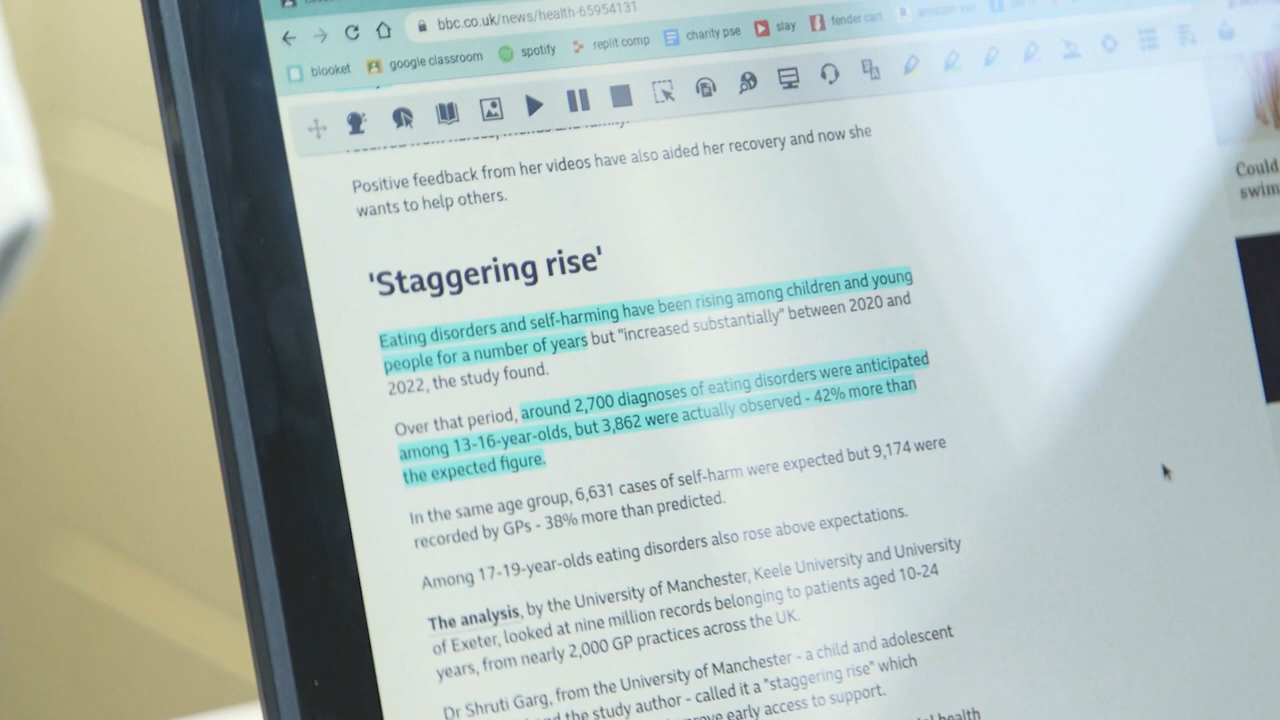 bbc.co.uk/news/health-65954131
blooket google classroom spotify replit comp charity pse slay fender cart amazon
Positive feedback from her videos have also aided her recovery and now she
wants to help others.
'Staggering rise'
Eating disorders and self-harming have been rising among children and young
people for a number of years but "increased substantially" between 2020 and
2022, the study found.
Over that period, around 2,700 diagnoses of eating disorders were anticipated
among 13-16-year-olds, but 3,862 were actually observed - 42% more than
the expected figure.
In the same age group, 6,631 cases of self-harm were expected but 9,174 were
recorded by GPs - 38% more than predicted.
Among 17-19-year-olds eating disorders also rose above expectations.
The analysis, by the University of Manchester, Keele University and University
of Exeter, looked at nine million records belonging to patients aged 10-24
years, from nearly 2,000 GP practices across the UK.
Dr Shruti Garg, from the University of Manchester - a child and adolescent
and the study author - called it a "staggering rise" which
early access to support.
health
Could
swim